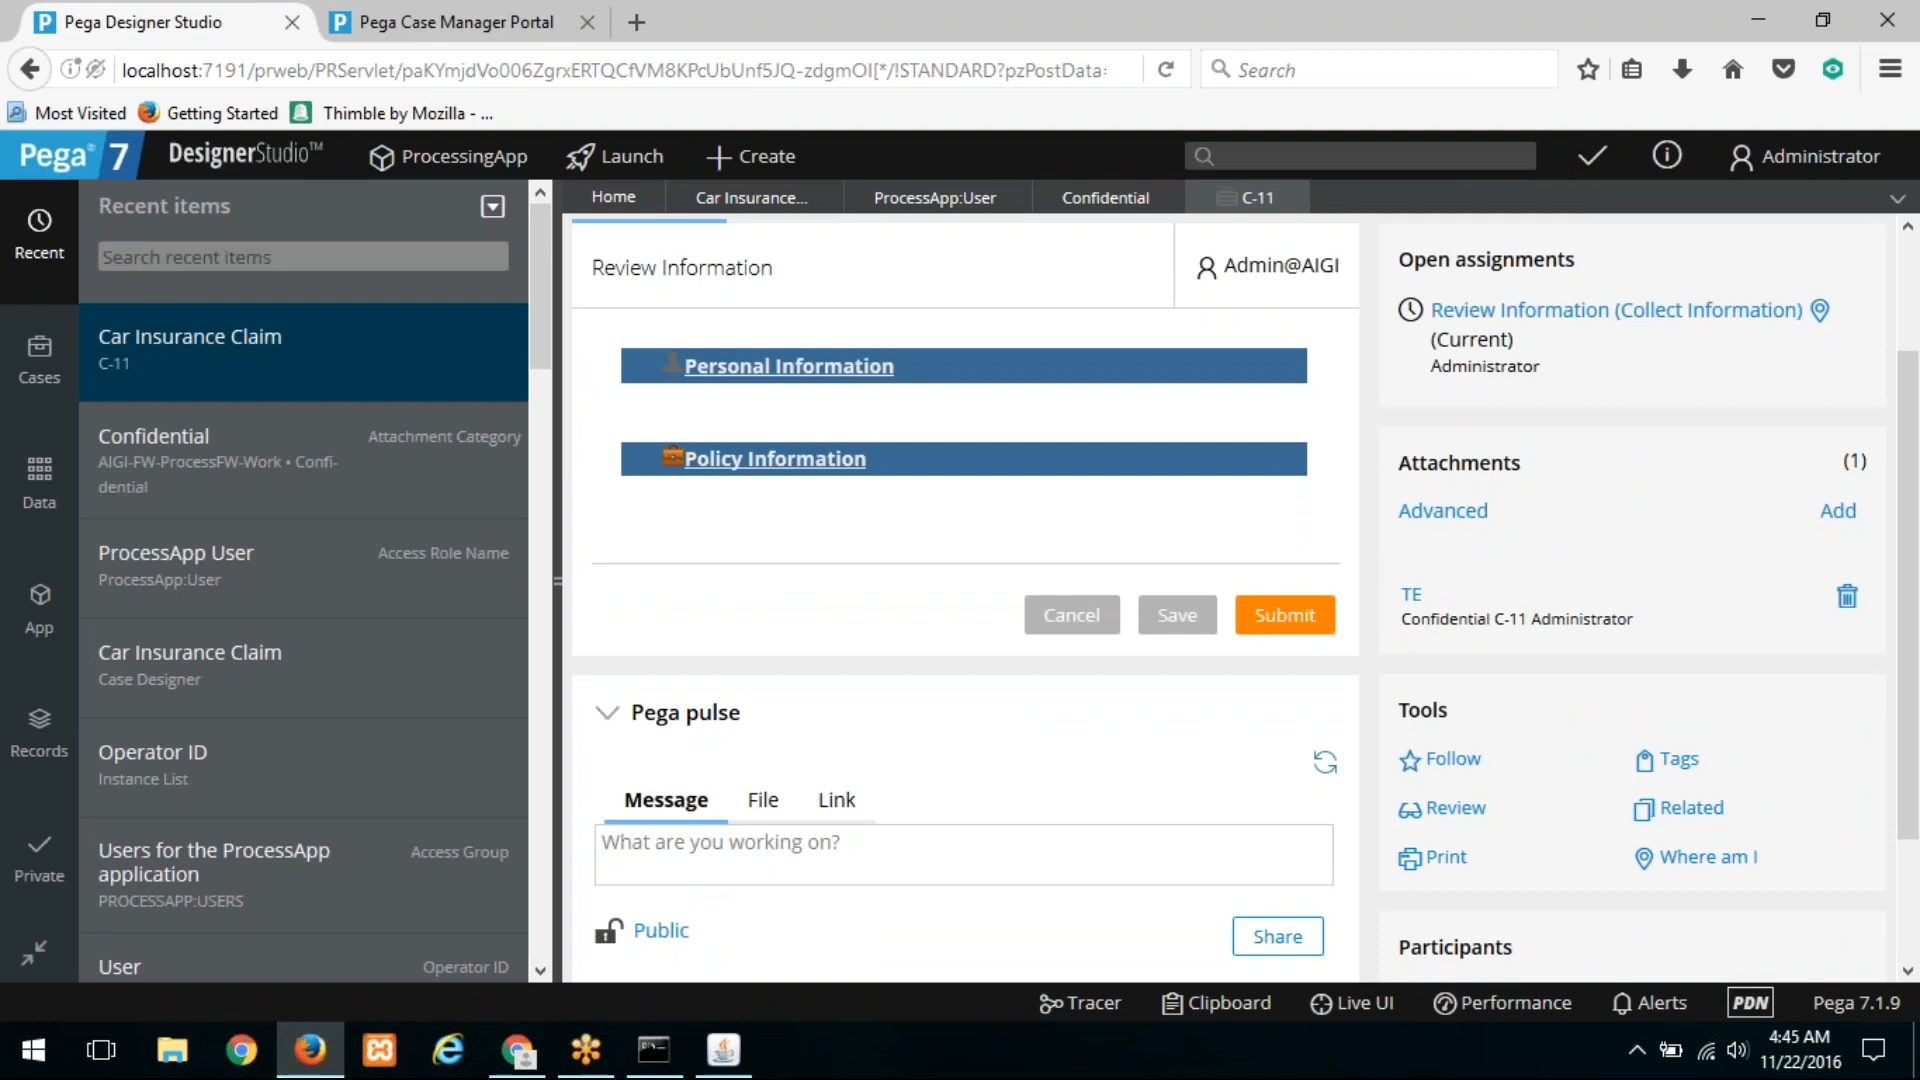 Pega Designer Studio
Pega Case Manager Portal
localhost:7191/prweb/PRServlet/paKYmjdVo006ZgrxERTQCfVM8KPcUbUnf5JQ-zdgmOI[*/!STANDARD?pzPostData:
Search
Most Visited
Getting Started
Thimble by Mozilla - ...
Pega® 7
DesignerStudio™
ProcessingApp
Launch
Create
Administrator
Recent
Cases
Data
App
Records
Private
Recent items
Search recent items
Car Insurance Claim
C-11
Confidential
Attachment Category
AIGI-FW-ProcessFW-Work • Confi-
dential
ProcessApp User
Access Role Name
ProcessApp:User
Car Insurance Claim
Case Designer
Operator ID
Instance List
Users for the ProcessApp
application
Access Group
PROCESSAPP:USERS
User
Operator ID
Home
Car Insurance...
ProcessApp:User
Confidential
C-11
Review Information
Admin@AIGI
Personal Information
Policy Information
Cancel
Save
Submit
Pega pulse
Message
File
Link
What are you working on?
Public
Share
Open assignments
Review Information (Collect Information)
(Current)
Administrator
Attachments
(1)
Advanced
Add
TE
Confidential C-11 Administrator
Tools
Follow
Tags
Review
Related
Print
Where am I
Participants
Tracer
Clipboard
Live UI
Performance
Alerts
PDN
Pega 7.1.9
4:45 AM
11/22/2016